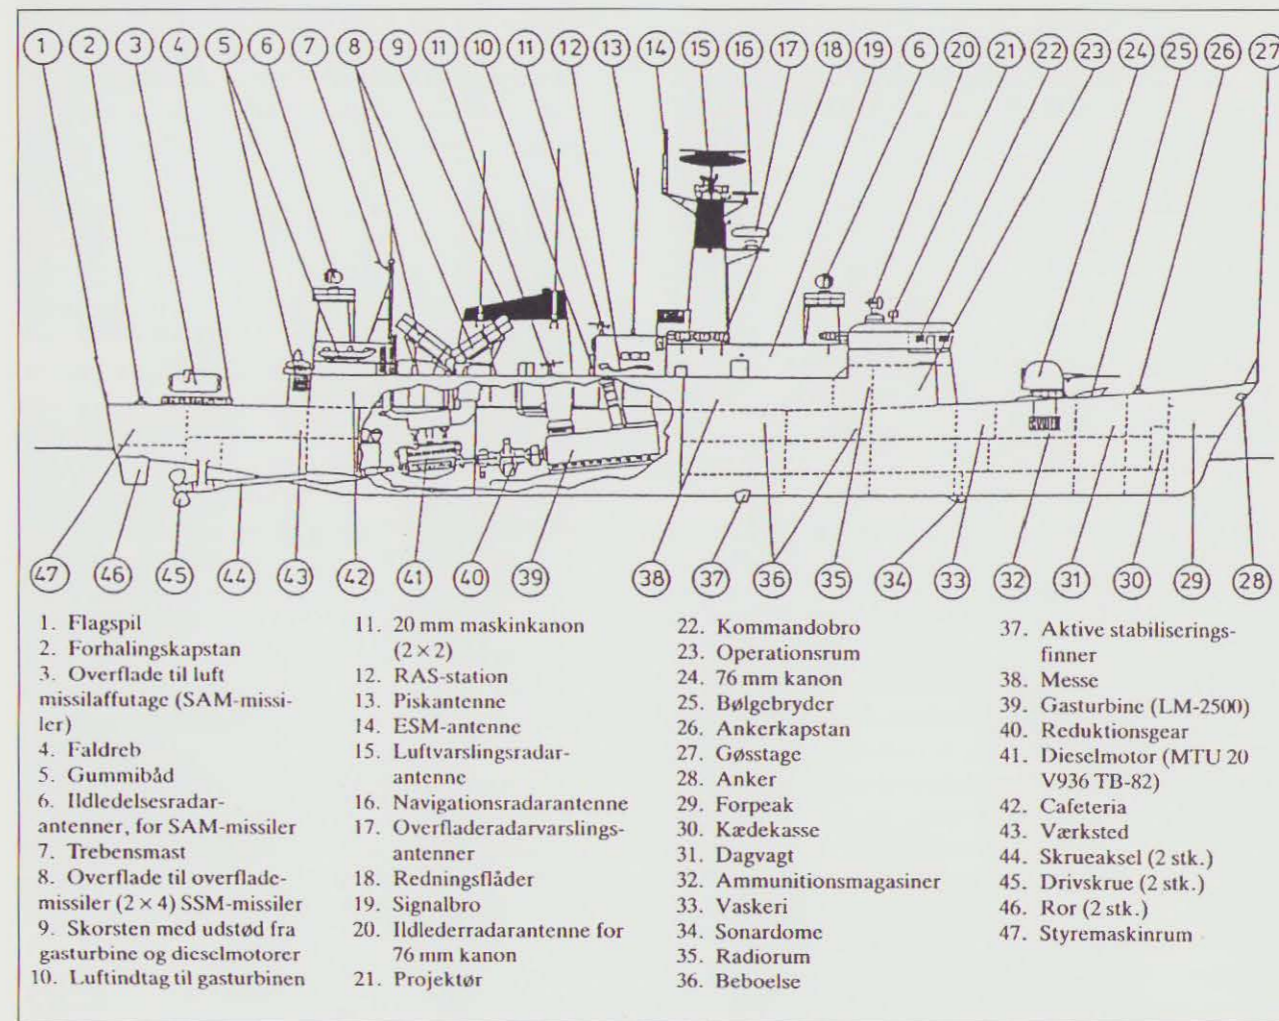 1 2 3 4 5 6 7 8 9 11 10 11 12 13 14 15 16 17 18 19 6 20 21 22 23 24 25 26 27
47 46 45 44 43 42 41 40 39 38 37 36 35 34 33 32 31 30 29 28
1. Flagspil
2. Forhalingskapstan
3. Overflade til luft
missilaffutage (SAM-missi-
ler)
4. Faldreb
5. Gummibåd
6. Ildledelsesradar-
antenner, for SAM-missiler
7. Trebensmast
8. Overflade til overflade-
missiler (2 × 4) SSM-missiler
9. Skorsten med udstød fra
gasturbine og dieselmotorer
10. Luftindtag til gasturbinen
11. 20 mm maskinkanon
(2 × 2)
12. RAS-station
13. Piskantenne
14. ESM-antenne
15. Luftvarslingsradar-
antenne
16. Navigationsradarantenne
17. Overfladeradarvarslings-
antenner
18. Redningsflåder
19. Signalbro
20. Ildlederradarantenne for
76 mm kanon
21. Projektør
22. Kommandobro
23. Operationsrum
24. 76 mm kanon
25. Bølgebryder
26. Ankerkapstan
27. Gøsstage
28. Anker
29. Forpeak
30. Kædekasse
31. Dagvagt
32. Ammunitionsmagasiner
33. Vaskeri
34. Sonardome
35. Radiorum
36. Beboelse
37. Aktive stabiliserings-
finner
38. Messe
39. Gasturbine (LM-2500)
40. Reduktionsgear
41. Dieselmotor (MTU 20
V936 TB-82)
42. Cafeteria
43. Værksted
44. Skrueaksel (2 stk.)
45. Drivskrue (2 stk.)
46. Ror (2 stk.)
47. Styremaskinrum